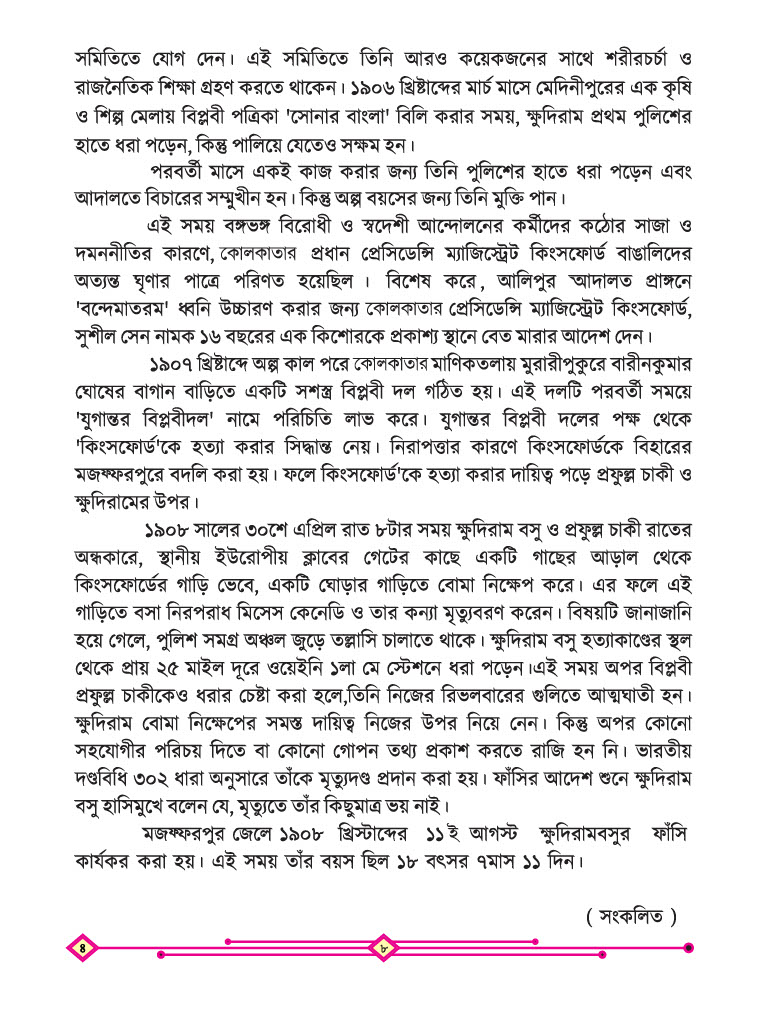 সমিতিতে যোগ দেন। এই সমিতিতে তিনি আরও কয়েকজনের সাথে শরীরচর্চা ও
রাজনৈতিক শিক্ষা গ্রহণ করতে থাকেন। ১৯০৬ খ্রিষ্টাব্দের মার্চ মাসে মেদিনীপুরের এক কৃষি
ও শিল্প মেলায় বিপ্লবী পত্রিকা 'সোনার বাংলা' বিলি করার সময়, ক্ষুদিরাম প্রথম পুলিশের
হাতে ধরা পড়েন, কিন্তু পালিয়ে যেতেও সক্ষম হন।
পরবর্তী মাসে একই কাজ করার জন্য তিনি পুলিশের হাতে ধরা পড়েন এবং
আদালতে বিচারের সম্মুখীন হন। কিন্তু অল্প বয়সের জন্য তিনি মুক্তি পান।
এই সময় বঙ্গভঙ্গ বিরোধী ও স্বদেশী আন্দোলনের কর্মীদের কঠোর সাজা ও
দমননীতির কারণে, কোলকাতার প্রধান প্রেসিডেন্সি ম্যাজিস্ট্রেট কিংসফোর্ড বাঙালিদের
অত্যন্ত ঘৃণার পাত্রে পরিণত হয়েছিল । বিশেষ করে, আলিপুর আদালত প্রাঙ্গনে
'বন্দেমাতরম' ধ্বনি উচ্চারণ করার জন্য কোলকাতার প্রেসিডেন্সি ম্যাজিস্ট্রেট কিংসফোর্ড,
সুশীল সেন নামক ১৬ বছরের এক কিশোরকে প্রকাশ্য স্থানে বেত মারার আদেশ দেন।
১৯০৭ খ্রিষ্টাব্দে অল্প কাল পরে কোলকাতার মাণিকতলায় মুরারীপুকুরে বারীনকুমার
ঘোষের বাগান বাড়িতে একটি সশস্ত্র বিপ্লবী দল গঠিত হয়। এই দলটি পরবর্তী সময়ে
'যুগান্তর বিপ্লবীদল' নামে পরিচিতি লাভ করে। যুগান্তর বিপ্লবী দলের পক্ষ থেকে
'কিংসফোর্ড'কে হত্যা করার সিদ্ধান্ত নেয়। নিরাপত্তার কারণে কিংসফোর্ডকে বিহারের
মজফ্ফরপুরে বদলি করা হয়। ফলে কিংসফোর্ড'কে হত্যা করার দায়িত্ব পড়ে প্রফুল্ল চাকী ও
ক্ষুদিরামের উপর।
১৯০৮ সালের ৩০শে এপ্রিল রাত ৮টার সময় ক্ষুদিরাম বসু ও প্রফুল্ল চাকী রাতের
অন্ধকারে, স্থানীয় ইউরোপীয় ক্লাবের গেটের কাছে একটি গাছের আড়াল থেকে
কিংসফোর্ডের গাড়ি ভেবে, একটি ঘোড়ার গাড়িতে বোমা নিক্ষেপ করে। এর ফলে এই
গাড়িতে বসা নিরপরাধ মিসেস কেনেডি ও তার কন্যা মৃত্যুবরণ করেন। বিষয়টি জানাজানি
হয়ে গেলে, পুলিশ সমগ্র অঞ্চল জুড়ে তল্লাসি চালাতে থাকে। ক্ষুদিরাম বসু হত্যাকাণ্ডের স্থল
থেকে প্রায় ২৫ মাইল দূরে ওয়েইনি ১লা মে স্টেশনে ধরা পড়েন।এই সময় অপর বিপ্লবী
প্রফুল্ল চাকীকেও ধরার চেষ্টা করা হলে,তিনি নিজের রিভলবারের গুলিতে আত্মঘাতী হন।
ক্ষুদিরাম বোমা নিক্ষেপের সমস্ত দায়িত্ব নিজের উপর নিয়ে নেন। কিন্তু অপর কোনো
সহযোগীর পরিচয় দিতে বা কোনো গোপন তথ্য প্রকাশ করতে রাজি হন নি। ভারতীয়
দণ্ডবিধি ৩০২ ধারা অনুসারে তাঁকে মৃত্যুদণ্ড প্রদান করা হয়। ফাঁসির আদেশ শুনে ক্ষুদিরাম
বসু হাসিমুখে বলেন যে, মৃত্যুতে তাঁর কিছুমাত্র ভয় নাই।
মজফ্ফরপুর জেলে ১৯০৮ খ্রিস্টাব্দের ১১ই আগস্ট ক্ষুদিরামবসুর ফাঁসি
কার্যকর করা হয়। এই সময় তাঁর বয়স ছিল ১৮ বৎসর ৭মাস ১১ দিন।
( সংকলিত )
8 ৮